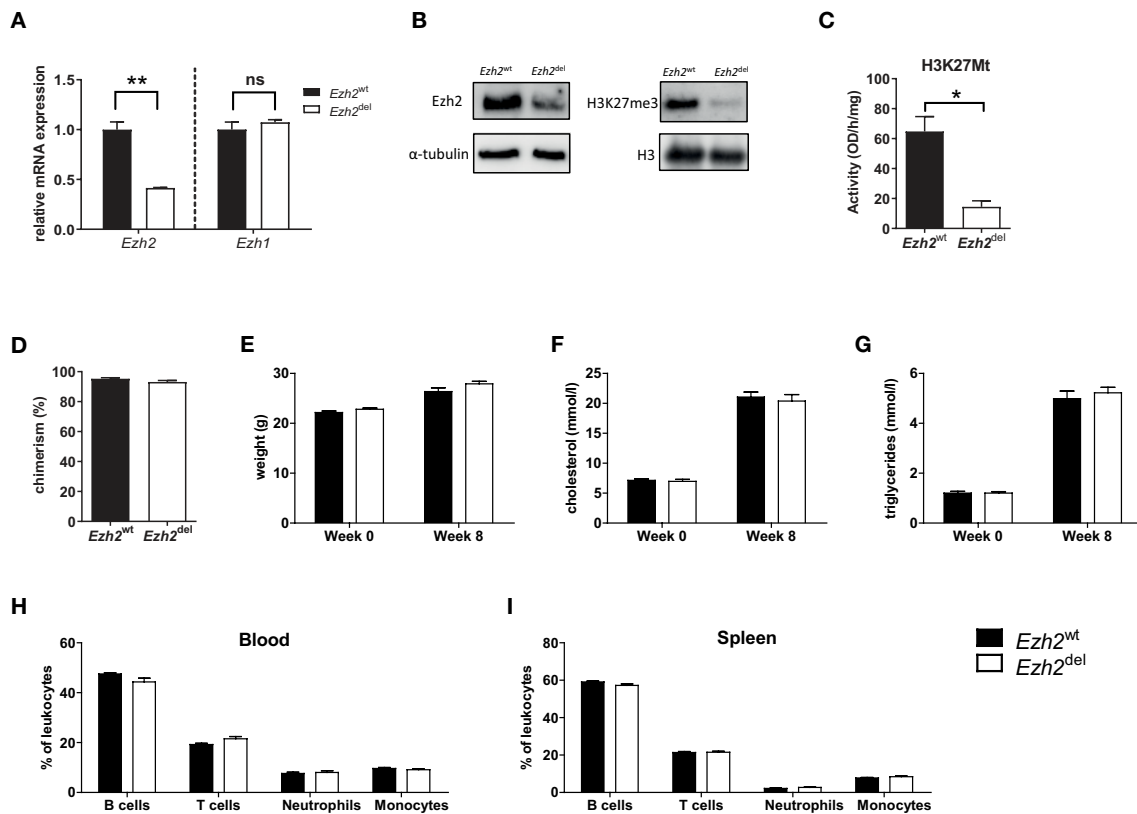 A
relative mRNA expression
1.5
1.0
0.5
0.0
**
ns
Ezh2wt
Ezh2del
Ezh2
Ezh1
B
Ezh2wt
Ezh2del
Ezh2
α-tubulin
Ezh2wt
Ezh2del
H3K27me3
H3
C
H3K27Mt
Activity (OD/h/mg)
100
80
60
40
20
0
*
Ezh2wt
Ezh2del
D
chimerism (%)
100
80
60
40
20
0
Ezh2wt
Ezh2del
E
weight (g)
30
20
10
0
Week 0
Week 8
F
cholesterol (mmol/l)
25
20
15
10
5
0
Week 0
Week 8
G
triglycerides (mmol/l)
6
4
2
0
Week 0
Week 8
H
Blood
% of leukocytes
60
40
20
0
B cells
T cells
Neutrophils
Monocytes
I
Spleen
% of leukocytes
80
60
40
20
0
B cells
T cells
Neutrophils
Monocytes
Ezh2wt
Ezh2del